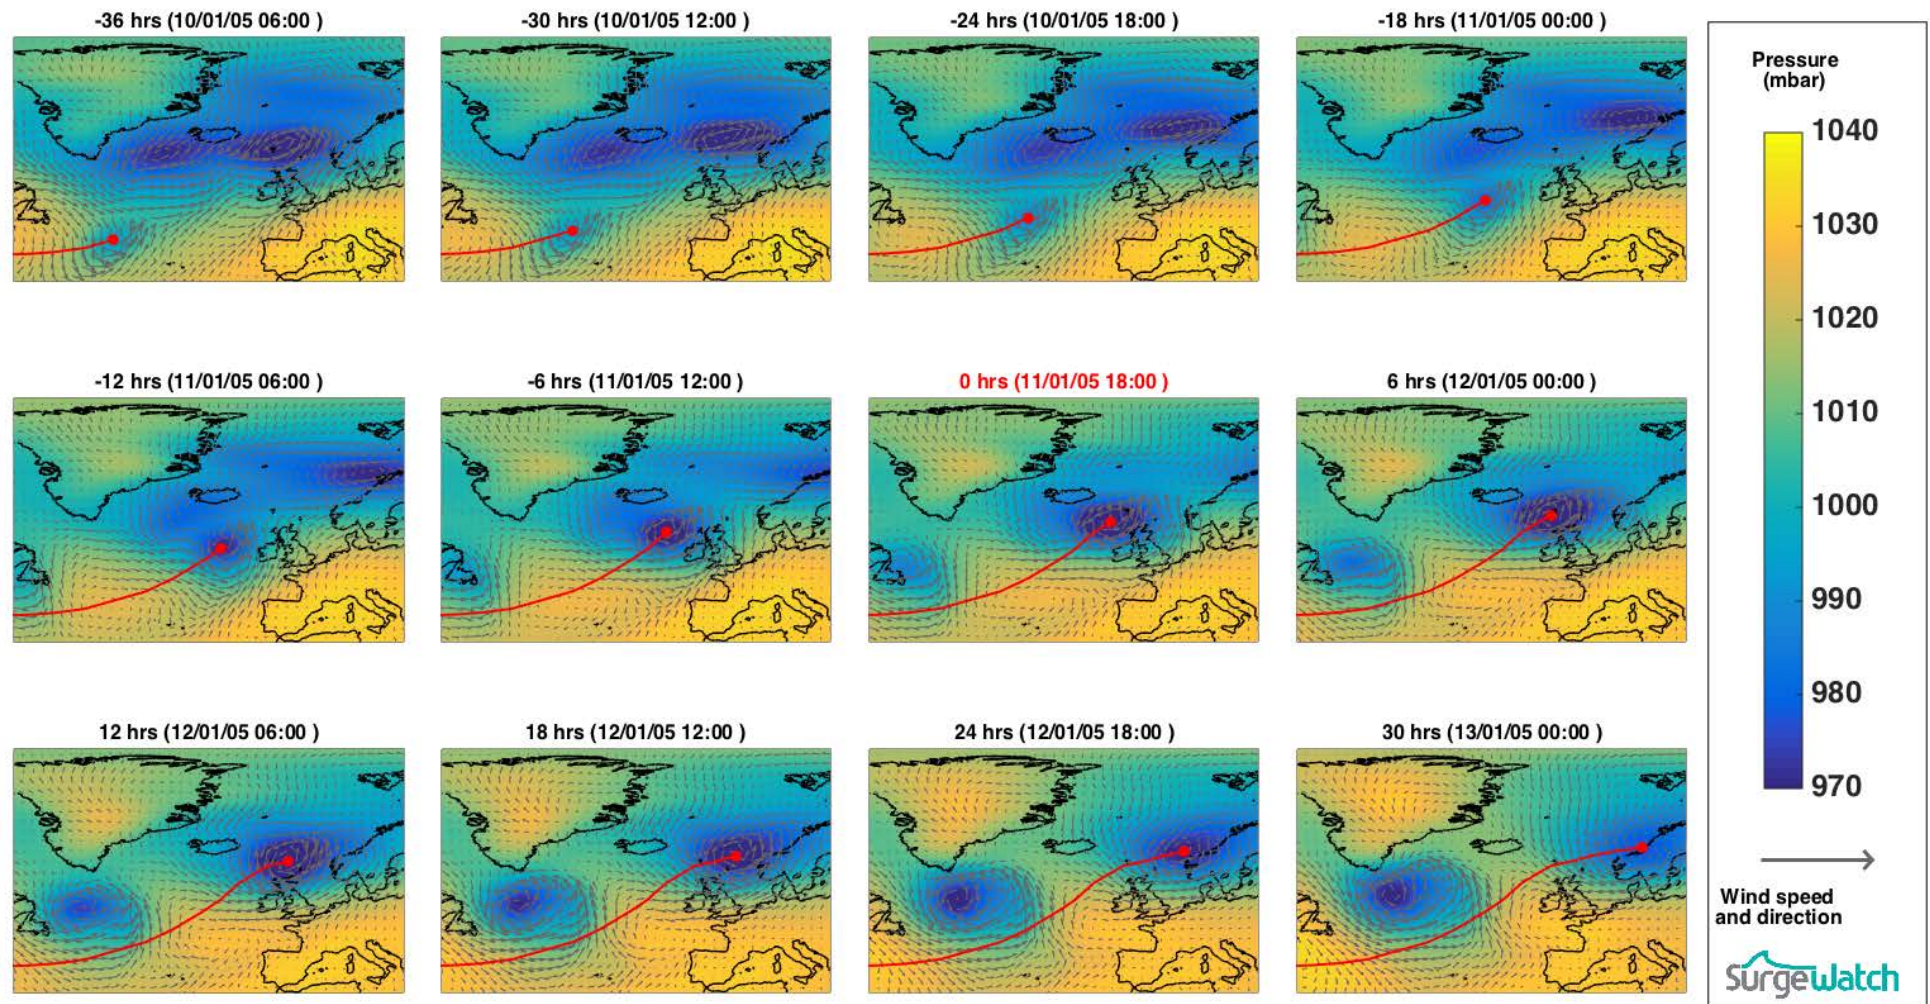 -36 hrs (10/01/05 06:00 )
-30 hrs (10/01/05 12:00 )
-24 hrs (10/01/05 18:00 )
-18 hrs (11/01/05 00:00 )
-12 hrs (11/01/05 06:00 )
-6 hrs (11/01/05 12:00 )
0 hrs (11/01/05 18:00 )
6 hrs (12/01/05 00:00 )
12 hrs (12/01/05 06:00 )
18 hrs (12/01/05 12:00 )
24 hrs (12/01/05 18:00 )
30 hrs (13/01/05 00:00 )
Pressure
(mbar)
1040
1030
1020
1010
1000
990
980
970
Wind speed
and direction
Surgewatch